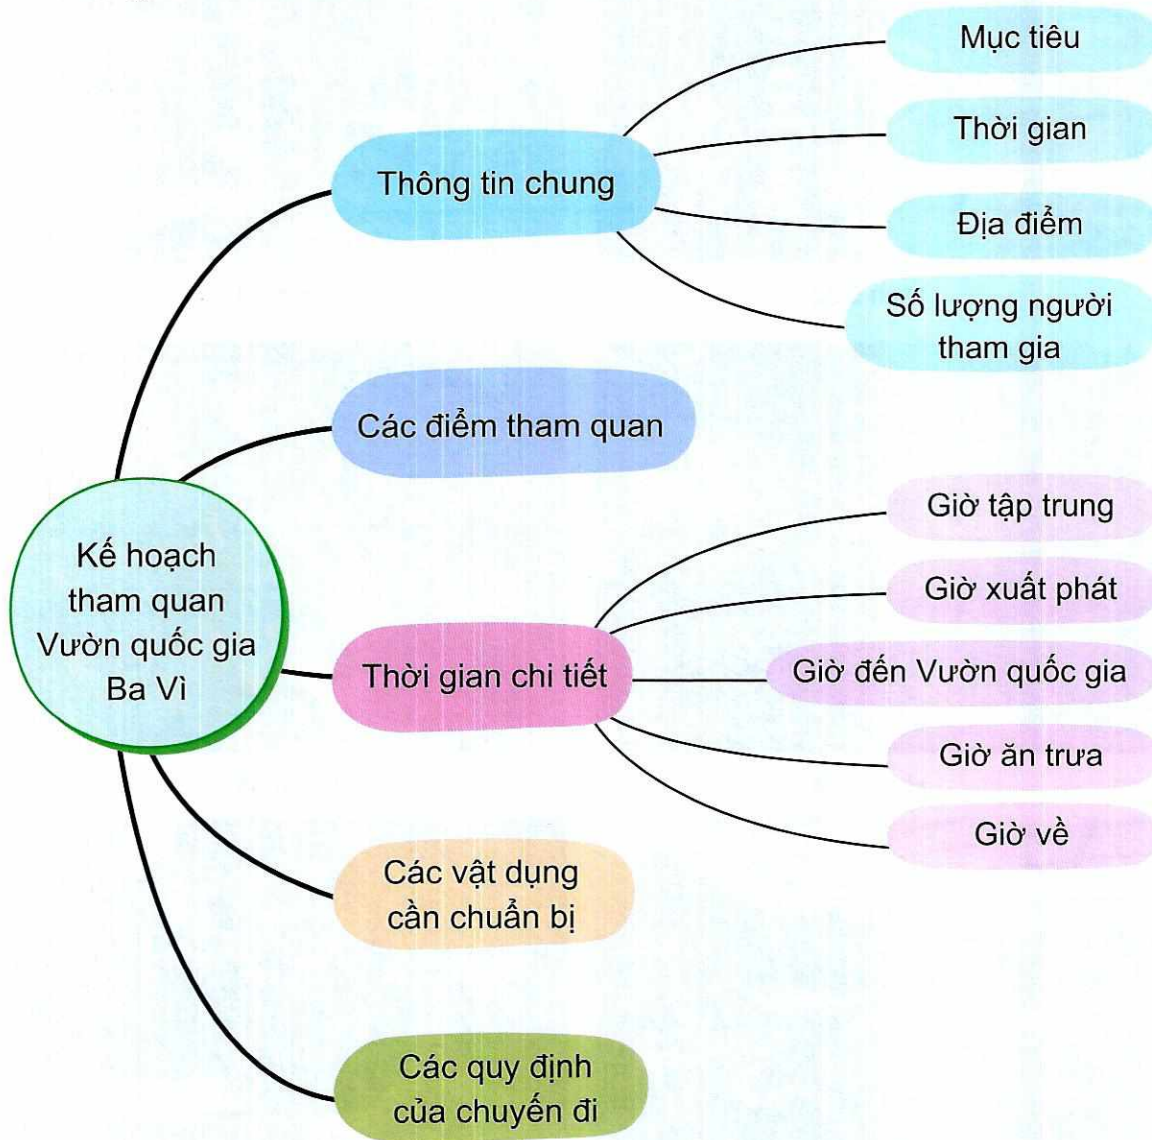 Mục tiêu
Thời gian
Thông tin chung
Địa điểm
Số lượng người
tham gia
Các điểm tham quan
Kế hoạch
tham quan
Vườn quốc gia
Ba Vì
Giờ tập trung
Giờ xuất phát
Thời gian chi tiết
Giờ đến Vườn quốc gia
Giờ ăn trưa
Giờ về
Các vật dụng
cần chuẩn bị
Các quy định
của chuyến đi